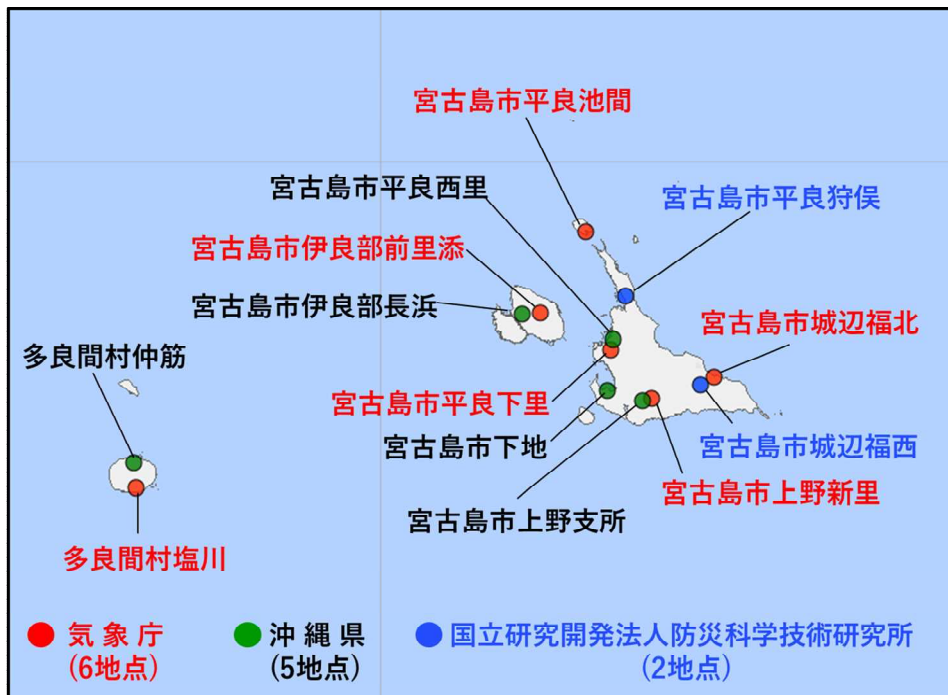 宮古島市平良池間
宮古島市平良西里
宮古島市平良狩俣
宮古島市伊良部前里添
宮古島市伊良部長浜
宮古島市城辺福北
多良間村仲筋
宮古島市平良下里
宮古島市下地
宮古島市城辺福西
宮古島市上野新里
宮古島市上野支所
多良間村塩川
気象庁
(6地点)
沖縄県
(5地点)
国立研究開発法人防災科学技術研究所
(2地点)